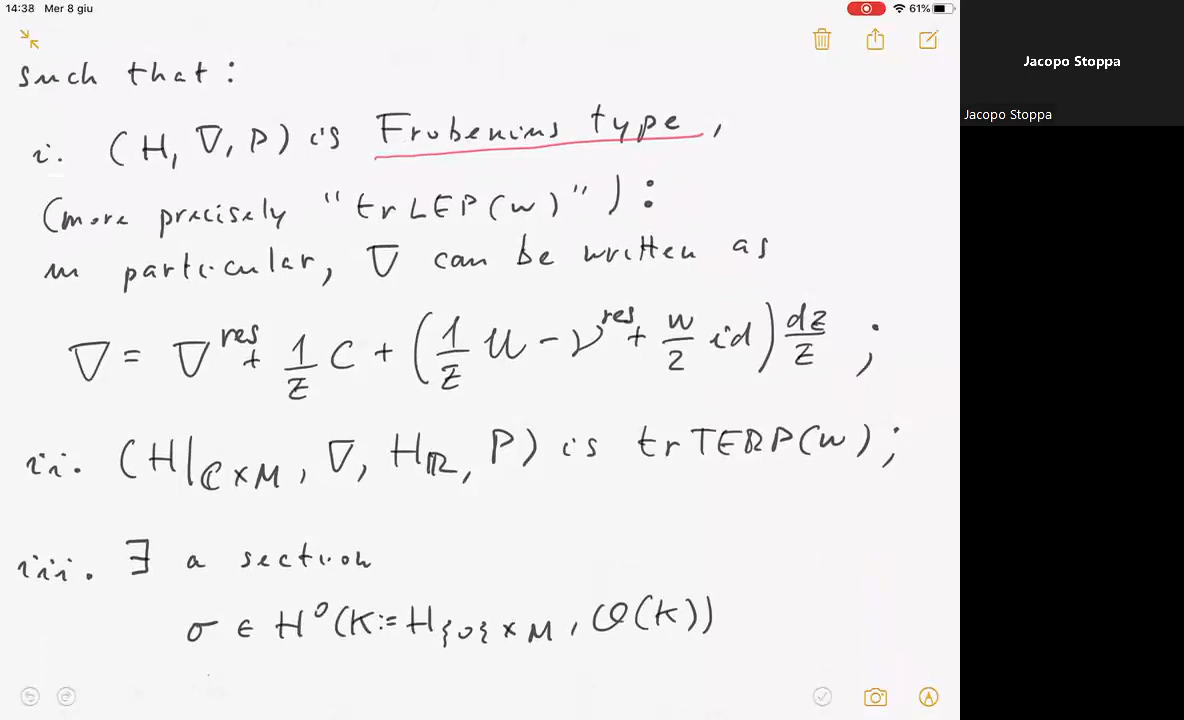 14:38 Mer 8 giu
61%
such that:
i. (H, ∇, P) is Frobenius type,
(more precisely "trLEP(w)"):
in particular, ∇ can be written as
∇ = ∇^res + 1/z C + (1/z U - V^res + w/2 id) dz/z ;
ii. (H|_{ℂ×M}, ∇, H_ℝ, P) is trTERP(w);
iii. ∃ a section
σ ∈ H⁰(K:=H_{{0}×M}, O(K))
Jacopo Stoppa
Jacopo Stoppa